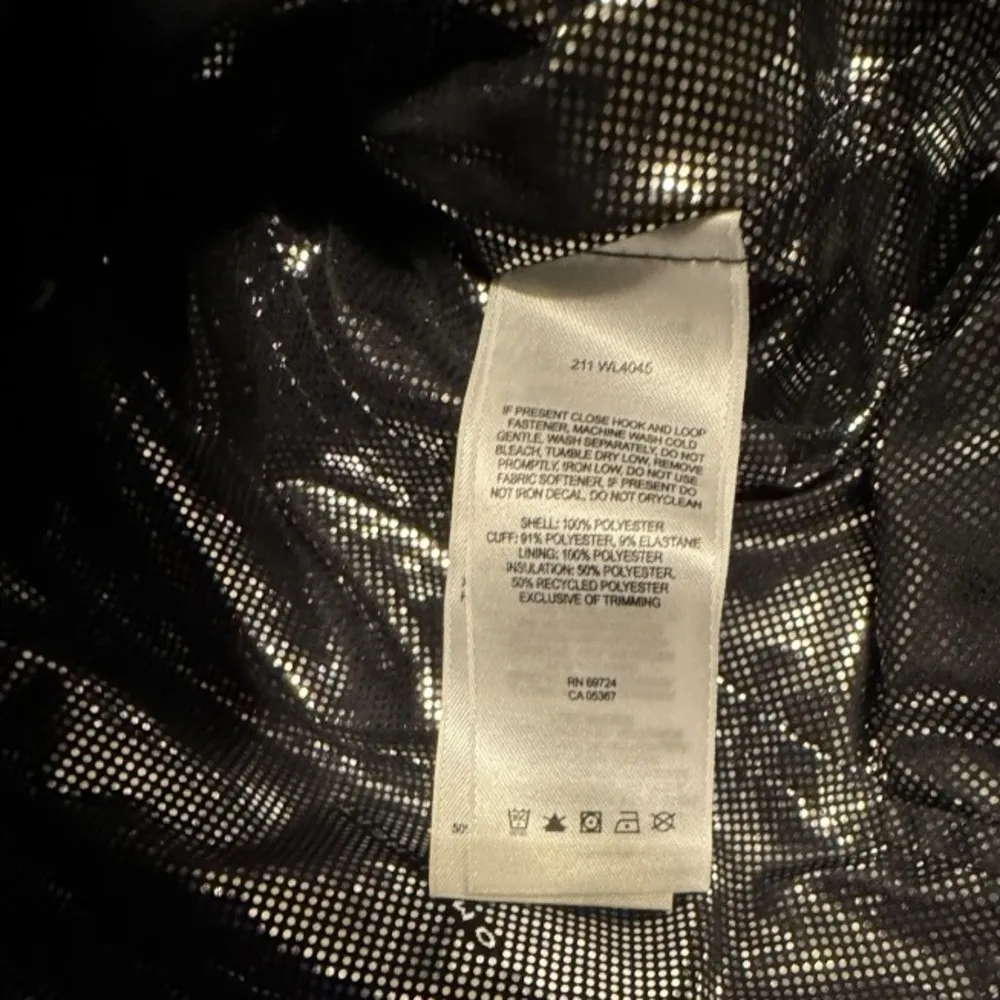 211 WL4045
IF PRESENT CLOSE HOOK AND LOOP
FASTENER, MACHINE WASH COLD
GENTLE, WASH SEPARATELY, DO NOT
BLEACH, TUMBLE DRY LOW, REMOVE
PROMPTLY, IRON LOW, DO NOT USE
FABRIC SOFTENER, IF PRESENT DO
NOT IRON DECAL, DO NOT DRYCLEAN
SHELL: 100% POLYESTER
CUFF: 91% POLYESTER, 9% ELASTANE
LINING: 100% POLYESTER
INSULATION: 50% POLYESTER,
50% RECYCLED POLYESTER
EXCLUSIVE OF TRIMMING
RN 69724
CA 05367
50%